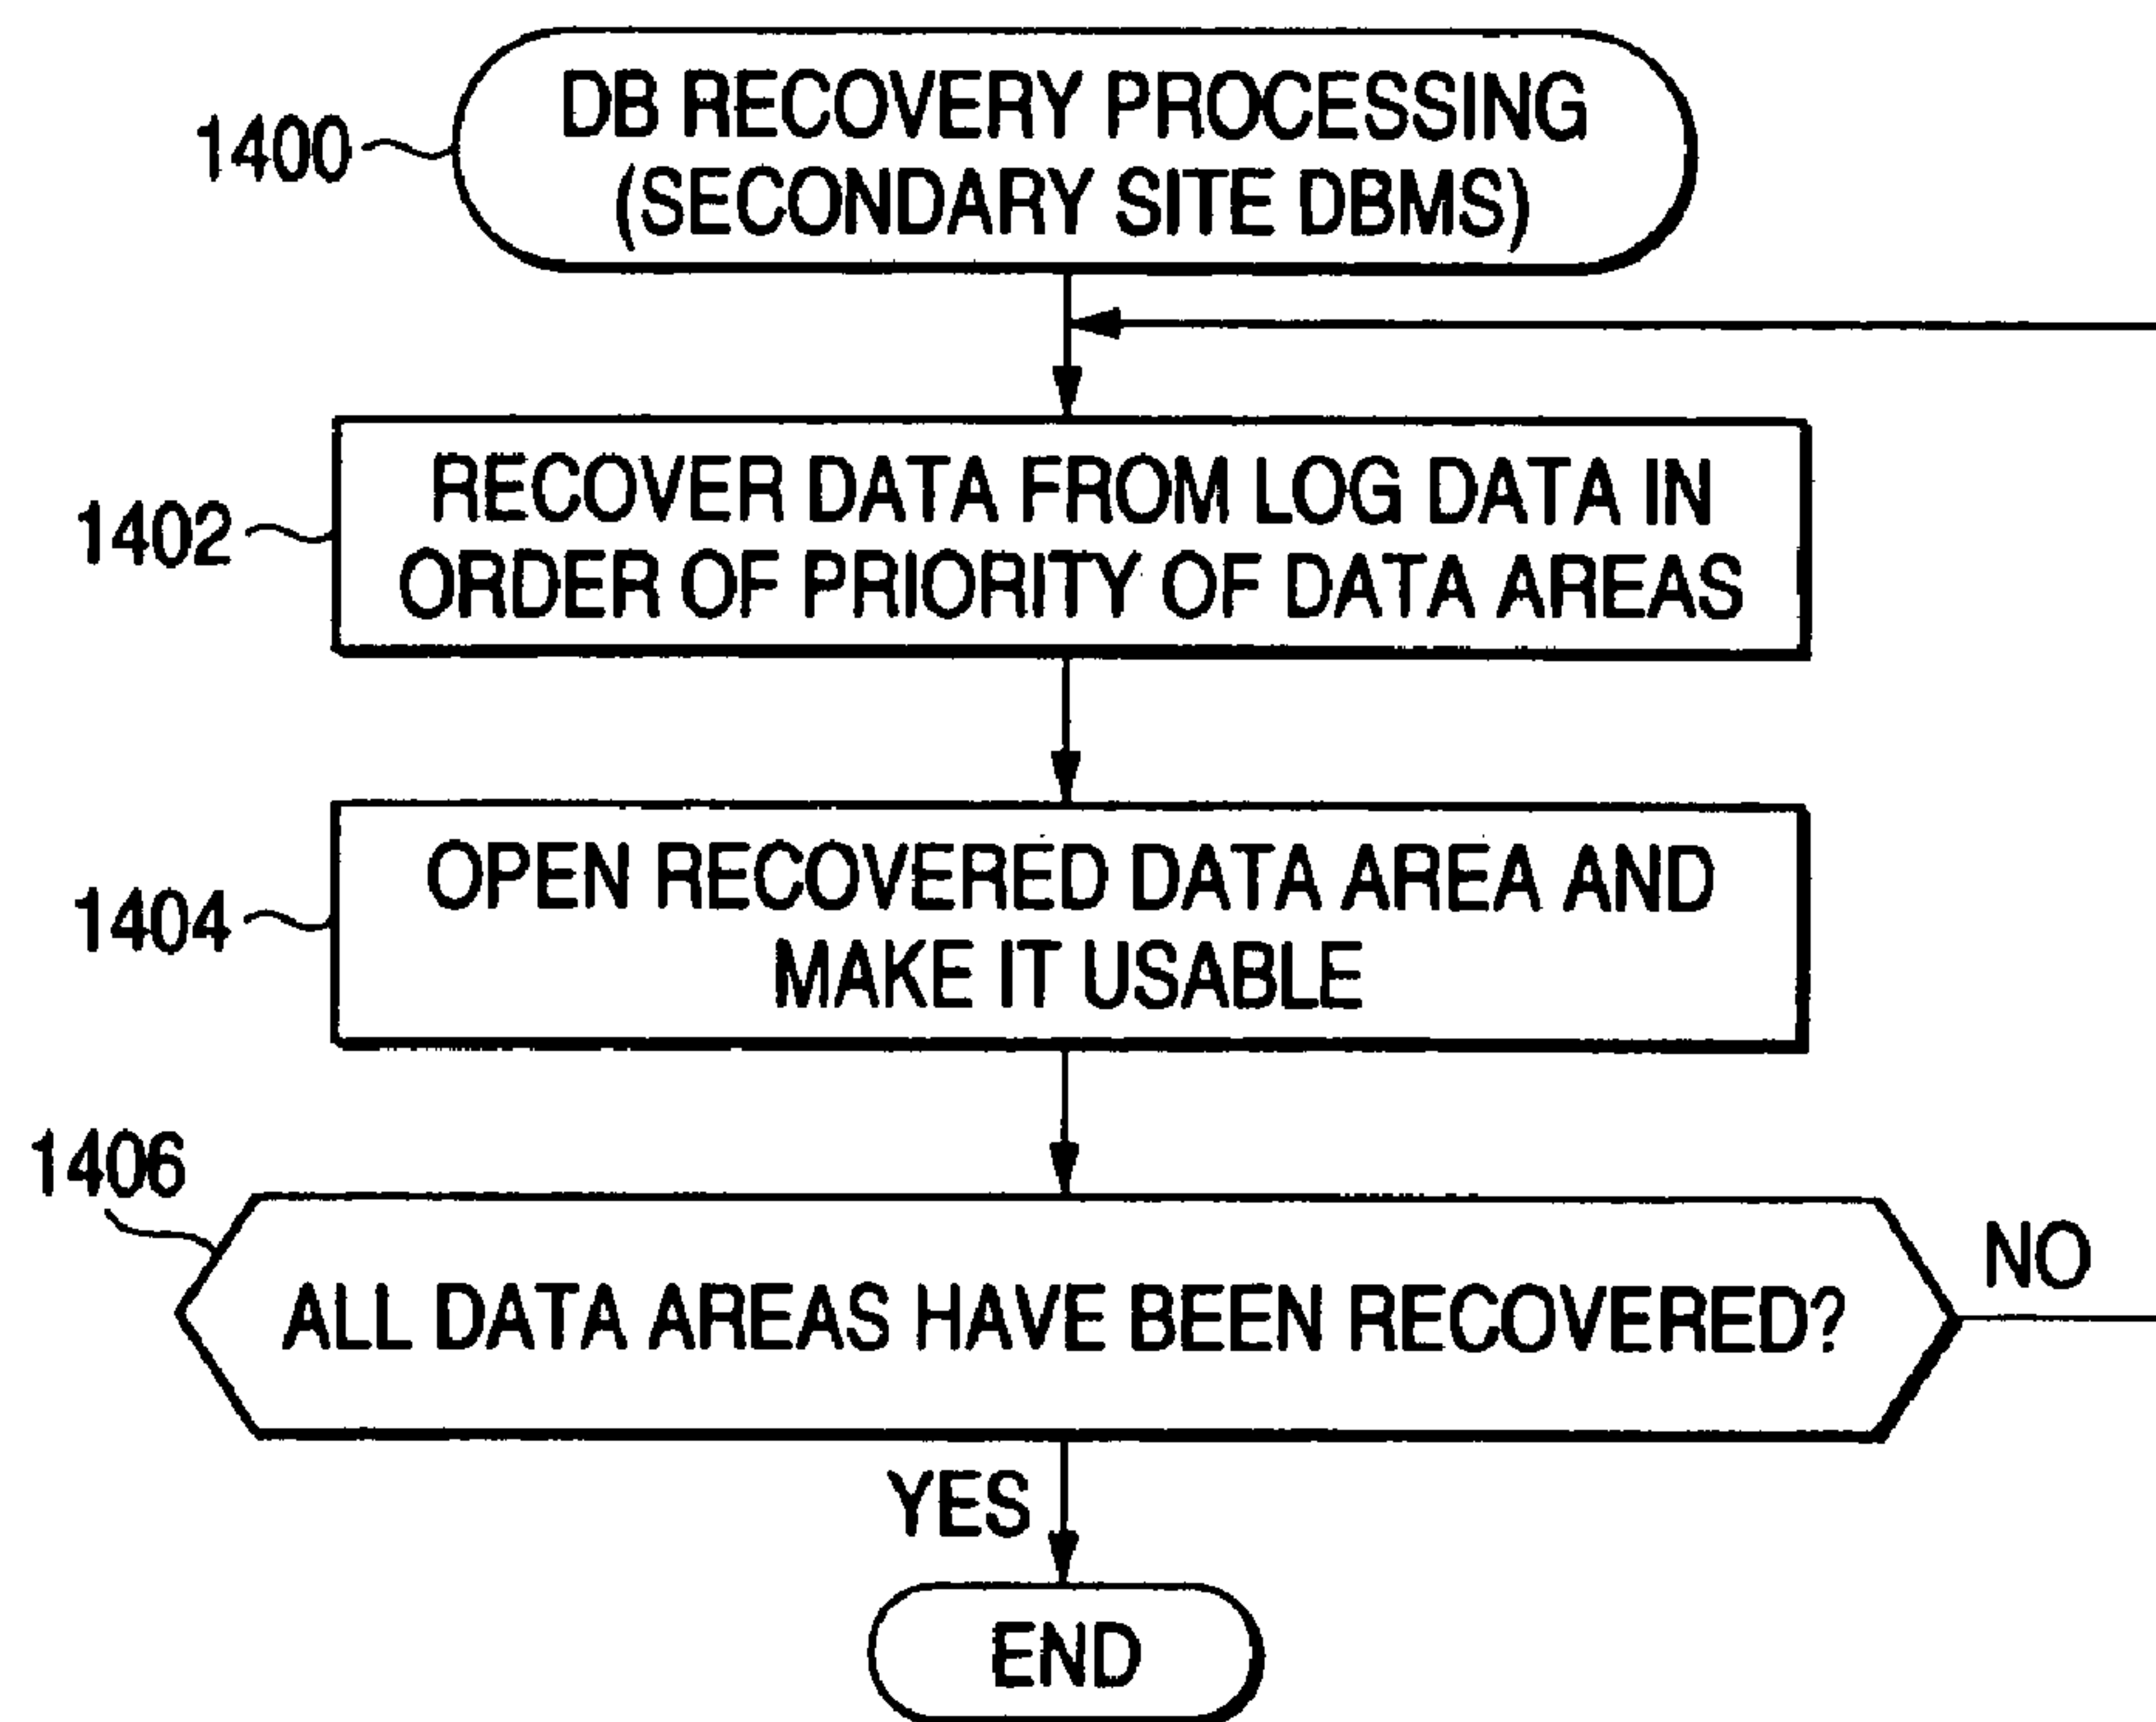 1400
DB RECOVERY PROCESSING
(SECONDARY SITE DBMS)
1402
RECOVER DATA FROM LOG DATA IN
ORDER OF PRIORITY OF DATA AREAS
1404
OPEN RECOVERED DATA AREA AND
MAKE IT USABLE
1406
ALL DATA AREAS HAVE BEEN RECOVERED?
NO
YES
END